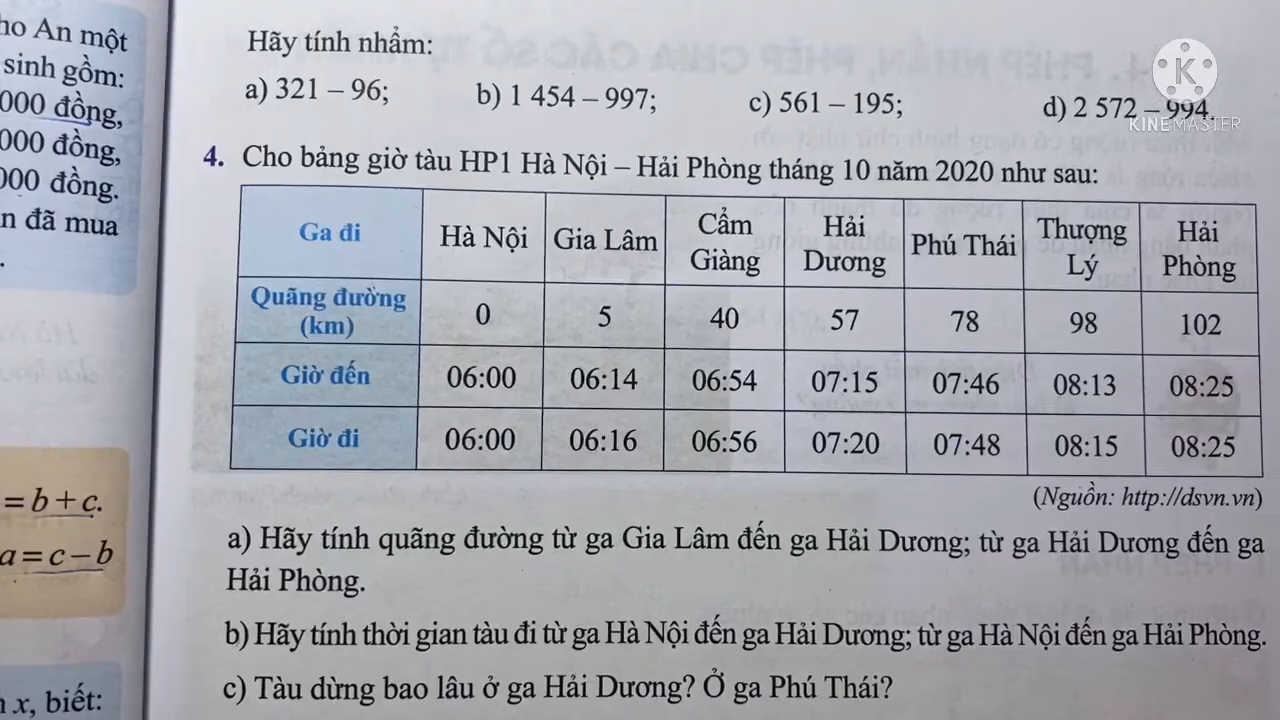 ho An một
sinh gồm:
000 đồng,
000 đồng,
000 đồng.
n đã mua
.
= b + c.
a = c – b
x, biết:
Hãy tính nhẩm:
a) 321 – 96; b) 1 454 – 997; c) 561 – 195; d) 2 572 – 994.
KINEMASTER
4. Cho bảng giờ tàu HP1 Hà Nội – Hải Phòng tháng 10 năm 2020 như sau:
Ga đi Hà Nội Gia Lâm Cẩm Giàng Hải Dương Phú Thái Thượng Lý Hải Phòng
Quãng đường (km) 0 5 40 57 78 98 102
Giờ đến 06:00 06:14 06:54 07:15 07:46 08:13 08:25
Giờ đi 06:00 06:16 06:56 07:20 07:48 08:15 08:25
(Nguồn: http://dsvn.vn)
a) Hãy tính quãng đường từ ga Gia Lâm đến ga Hải Dương; từ ga Hải Dương đến ga
Hải Phòng.
b) Hãy tính thời gian tàu đi từ ga Hà Nội đến ga Hải Dương; từ ga Hà Nội đến ga Hải Phòng.
c) Tàu dừng bao lâu ở ga Hải Dương? Ở ga Phú Thái?